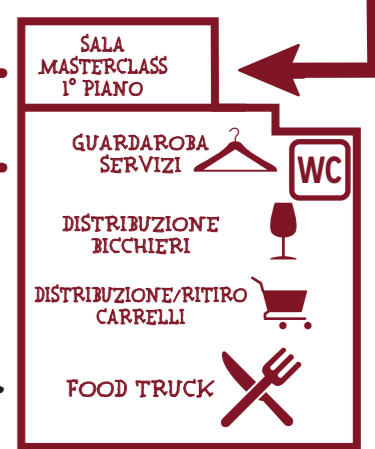 SALA
MASTERCLASS
1° PIANO
GUARDAROBA
SERVIZI
WC
DISTRIBUZIONE
BICCHIERI
DISTRIBUZIONE/RITIRO
CARRELLI
FOOD TRUCK